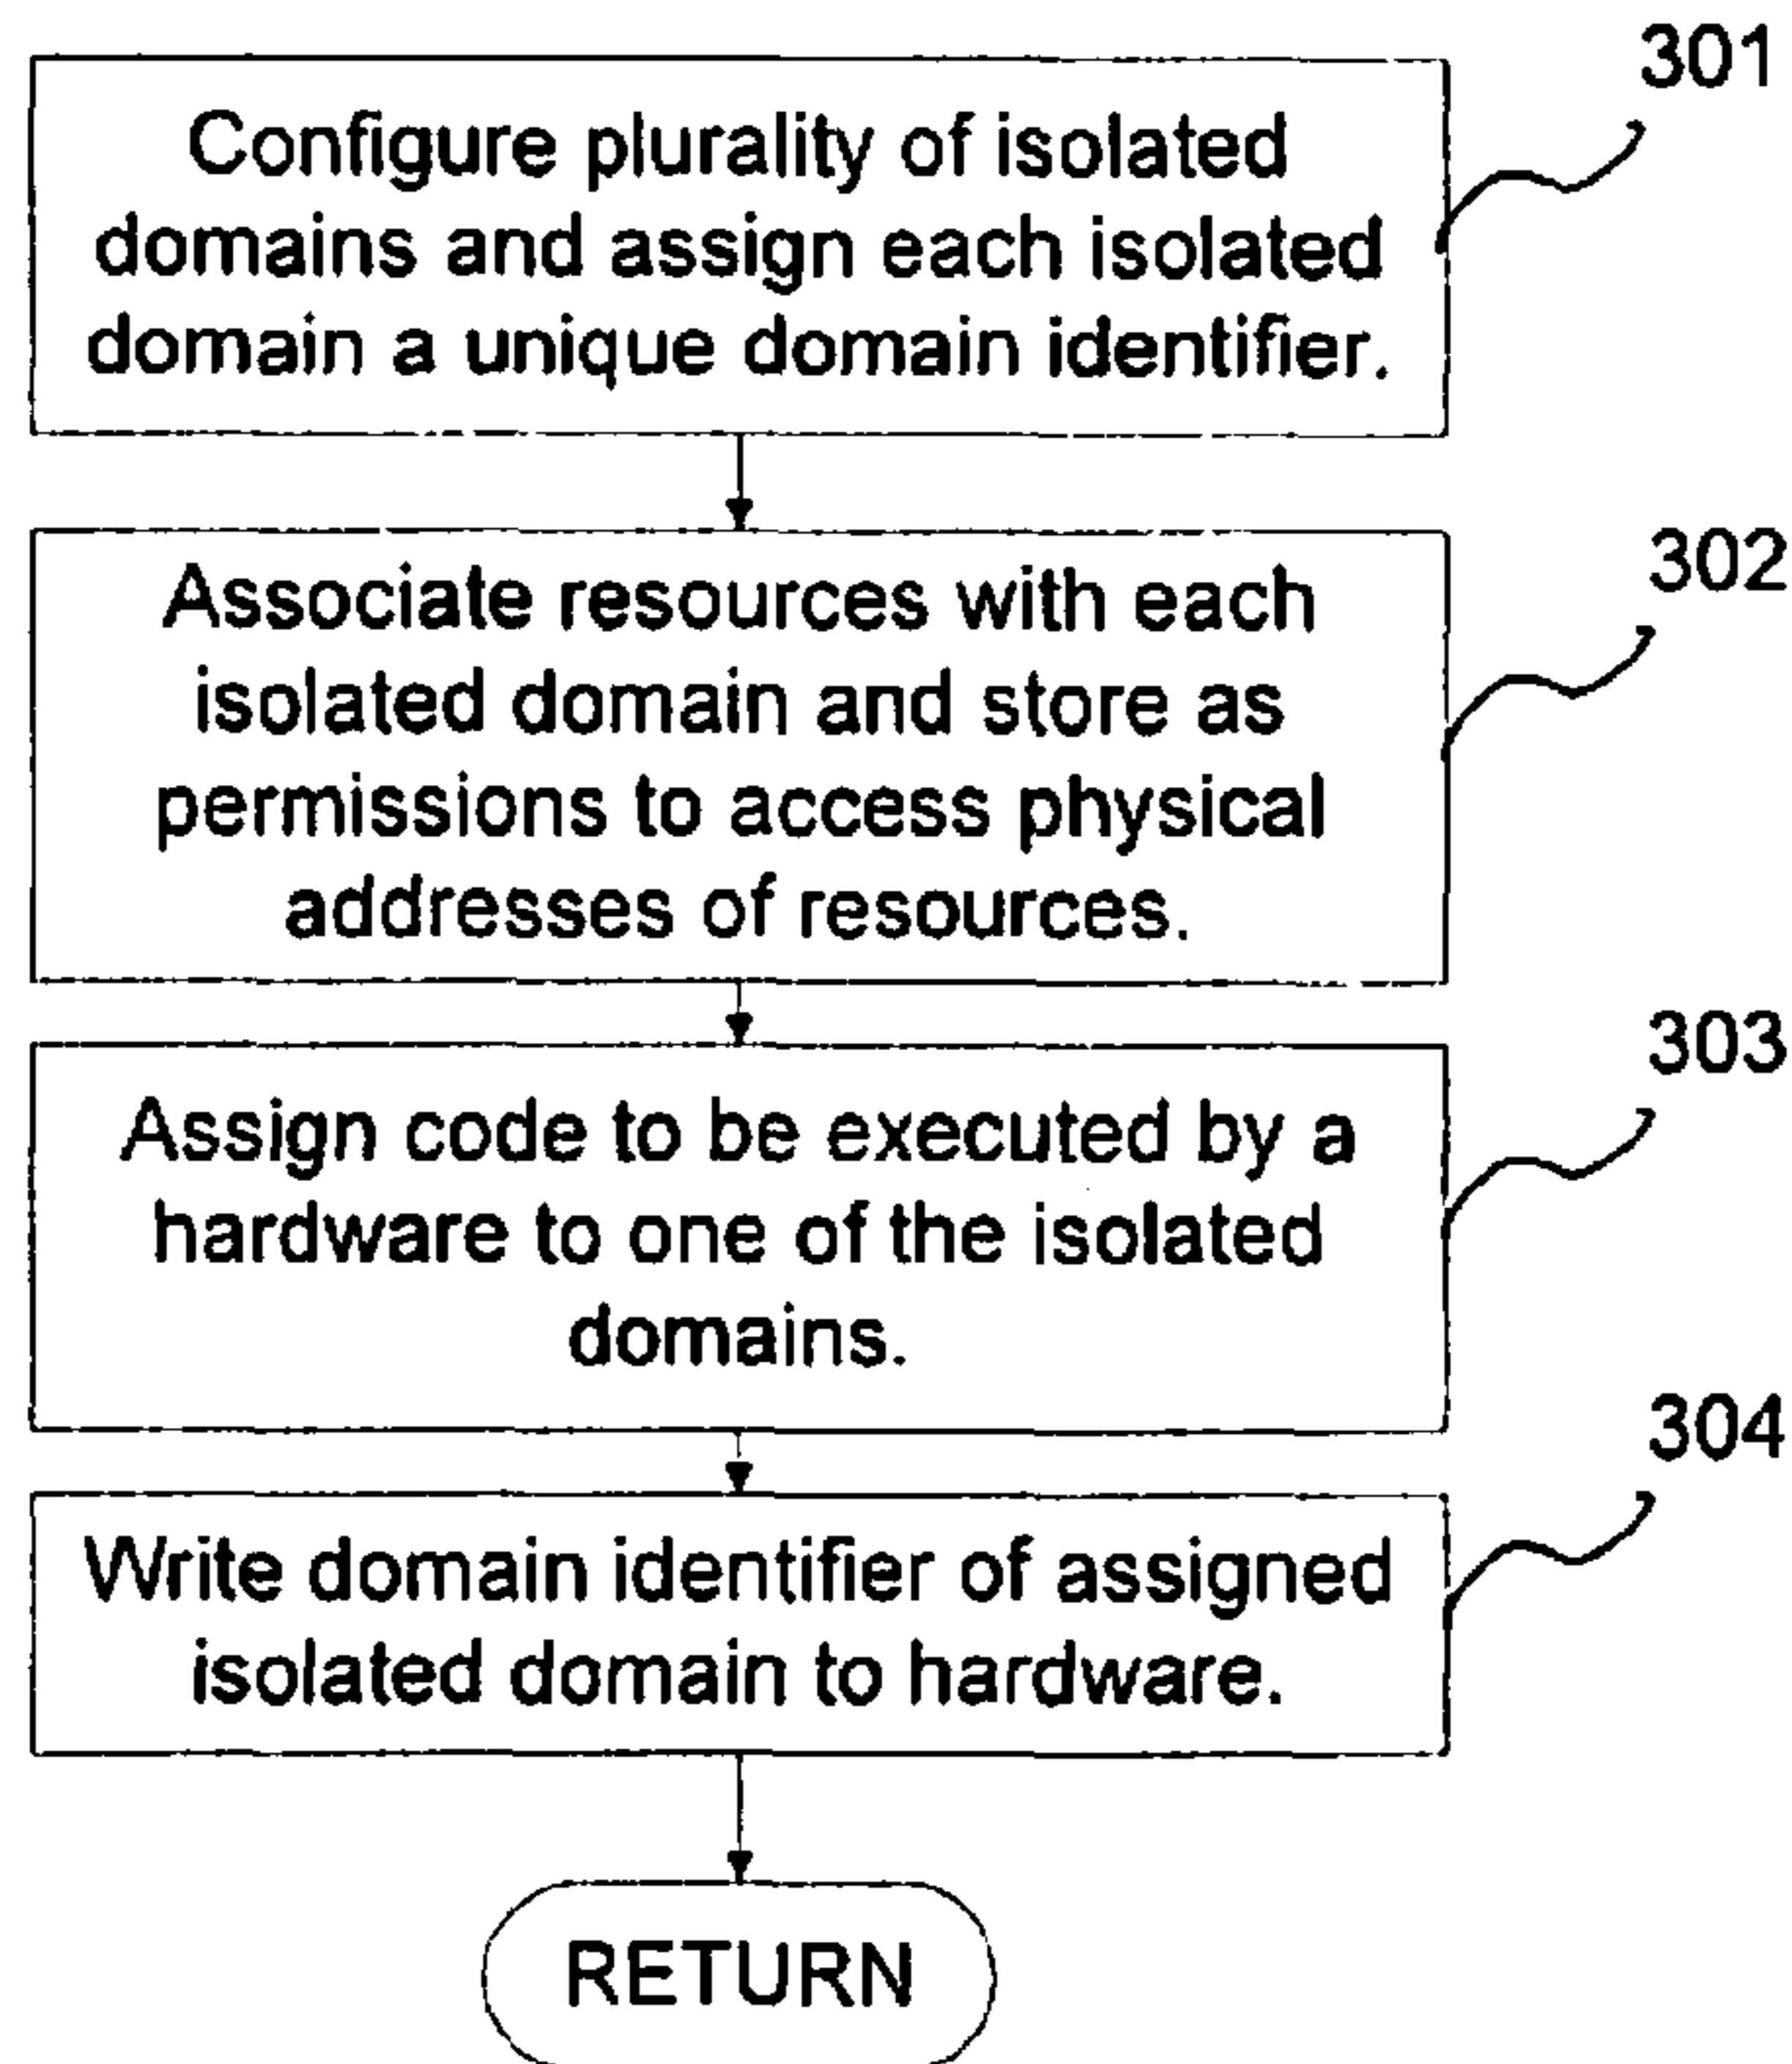 301
Configure plurality of isolated
domains and assign each isolated
domain a unique domain identifier.
302
Associate resources with each
isolated domain and store as
permissions to access physical
addresses of resources.
303
Assign code to be executed by a
hardware to one of the isolated
domains.
304
Write domain identifier of assigned
isolated domain to hardware.
RETURN